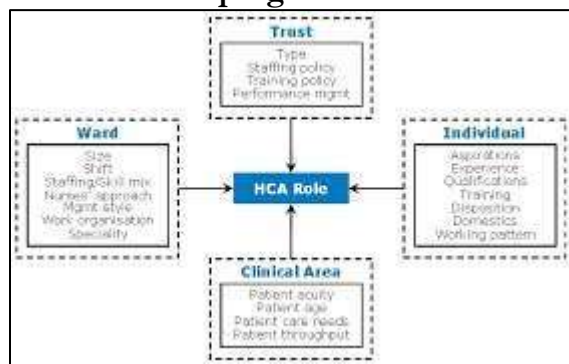 Trust
Type
Staffing policy
Training policy
Performance mgmt
Ward
Size
Shift
Staffing/Skill mix
Nurses' approach
Mgmt style
Work organisation
Speciality
HCA Role
Individual
Aspirations
Experience
Qualifications
Training
Disposition
Domestics
Working pattern
Clinical Area
Patient acuity
Patient age
Patient care needs
Patient throughput